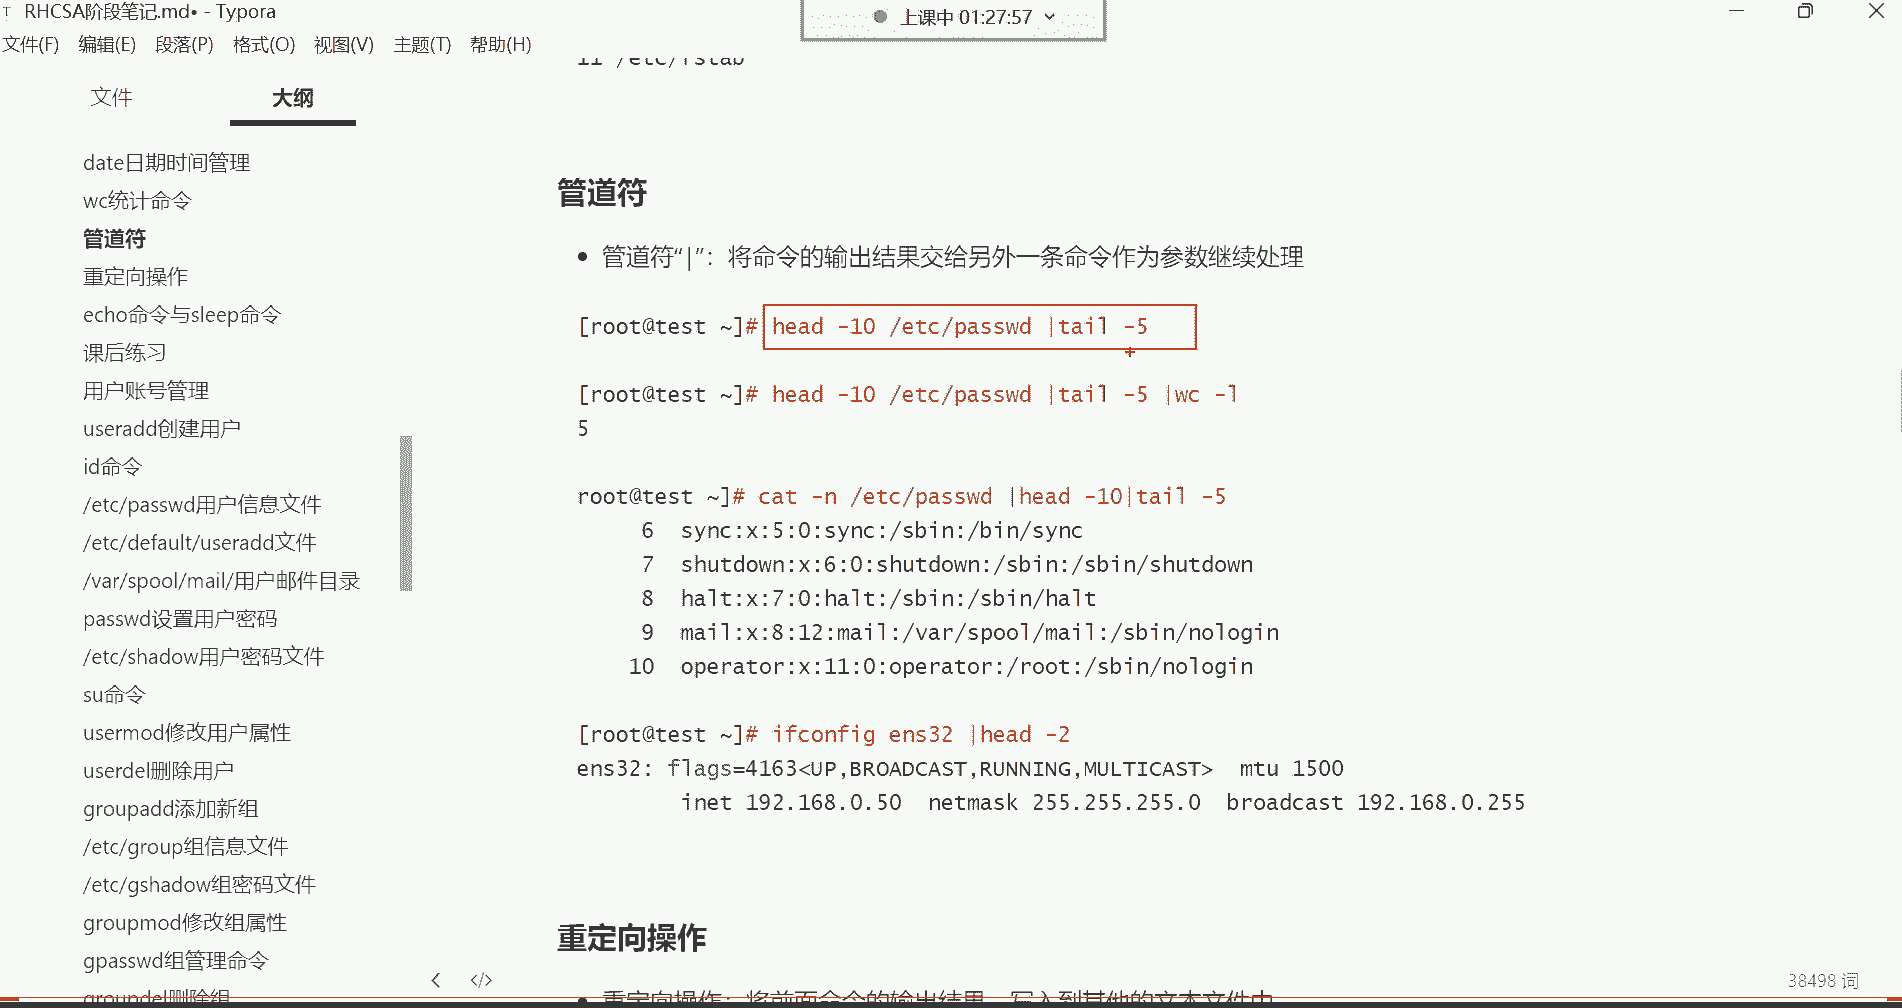 RHCSA阶段笔记.md• - Typora
上课中 01:27:57
文件(F) 编辑(E) 段落(P) 格式(O) 视图(V) 主题(T) 帮助(H)
文件 大纲
date日期时间管理
wc统计命令
管道符
重定向操作
echo命令与sleep命令
课后练习
用户账号管理
useradd创建用户
id命令
/etc/passwd用户信息文件
/etc/default/useradd文件
/var/spool/mail/用户邮件目录
passwd设置用户密码
/etc/shadow用户密码文件
su命令
usermod修改用户属性
userdel删除用户
groupadd添加新组
/etc/group组信息文件
/etc/gshadow组密码文件
groupmod修改组属性
gpasswd组管理命令
groupdel删除组
ll /etc/fstab
管道符
• 管道符“|”：将命令的输出结果交给另外一条命令作为参数继续处理
[root@test ~]# head -10 /etc/passwd |tail -5
[root@test ~]# head -10 /etc/passwd |tail -5 |wc -l
5
root@test ~]# cat -n /etc/passwd |head -10|tail -5
6 sync:x:5:0:sync:/sbin:/bin/sync
7 shutdown:x:6:0:shutdown:/sbin:/sbin/shutdown
8 halt:x:7:0:halt:/sbin:/sbin/halt
9 mail:x:8:12:mail:/var/spool/mail:/sbin/nologin
10 operator:x:11:0:operator:/root:/sbin/nologin
[root@test ~]# ifconfig ens32 |head -2
ens32: flags=4163<UP,BROADCAST,RUNNING,MULTICAST> mtu 1500
inet 192.168.0.50 netmask 255.255.255.0 broadcast 192.168.0.255
重定向操作
• 重定向操作：将前面命令的输出结果，写入到其他的文本文件中
38498 词